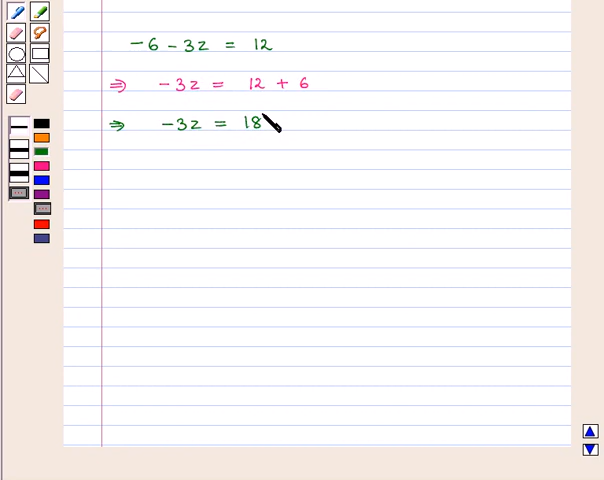 -6 - 3z = 12
⇒ -3z = 12 + 6
⇒ -3z = 18